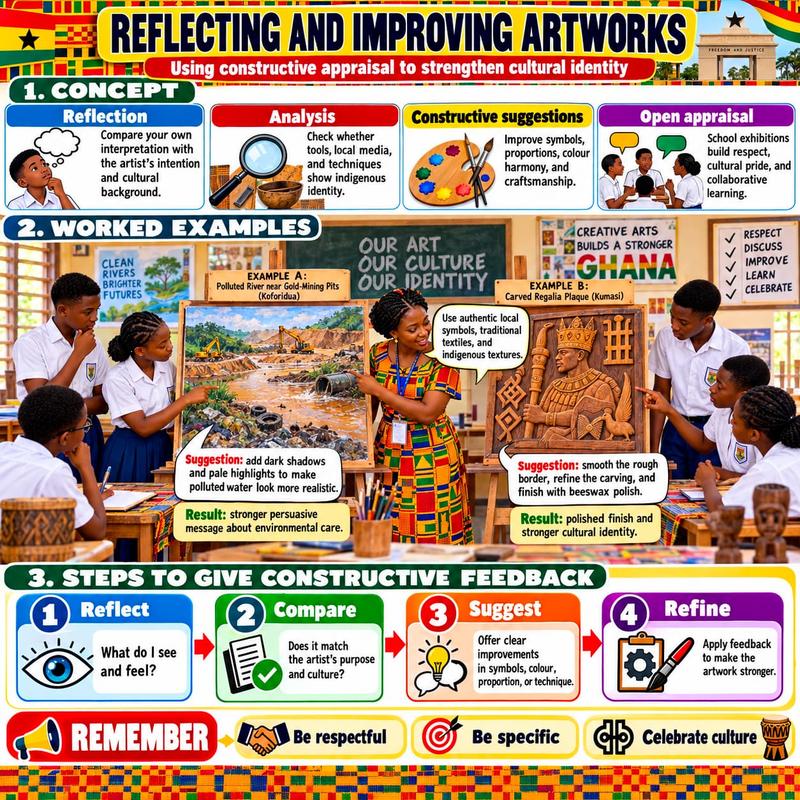 REFLECTING AND IMPROVING ARTWORKS
Using constructive appraisal to strengthen cultural identity
FREEDOM AND JUSTICE
1. CONCEPT
Reflection
Compare your own
interpretation with
the artist's intention
and cultural
background.
Analysis
Check whether
tools, local media,
and techniques
show indigenous
identity.
Constructive suggestions
Improve symbols,
proportions, colour
harmony, and
craftsmanship.
Open appraisal
School exhibitions
build respect,
cultural pride, and
collaborative
learning.
2. WORKED EXAMPLES
CLEAN
RIVERS
BRIGHTER
FUTURES
OUR ART
OUR CULTURE
OUR IDENTITY
CREATIVE ARTS
BUILDS A STRONGER
GHANA
✓ RESPECT
✓ DISCUSS
✓ IMPROVE
✓ LEARN
✓ CELEBRATE
EXAMPLE A:
Polluted River near Gold-Mining Pits
(Koforidua)
EXAMPLE B:
Carved Regalia Plaque (Kumasi)
Use authentic local
symbols, traditional
textiles, and
indigenous textures.
Suggestion: add dark shadows
and pale highlights to make
polluted water look more realistic.
Result: stronger persuasive
message about environmental care.
Suggestion: smooth the rough
border, refine the carving, and
finish with beeswax polish.
Result: polished finish and
stronger cultural identity.
3. STEPS TO GIVE CONSTRUCTIVE FEEDBACK
1 Reflect
What do I see
and feel?
2 Compare
Does it match
the artist's purpose
and culture?
3 Suggest
Offer clear
improvements
in symbols, colour,
proportion, or technique.
4 Refine
Apply feedback
to make the
artwork stronger.
REMEMBER
Be respectful
Be specific
Celebrate culture